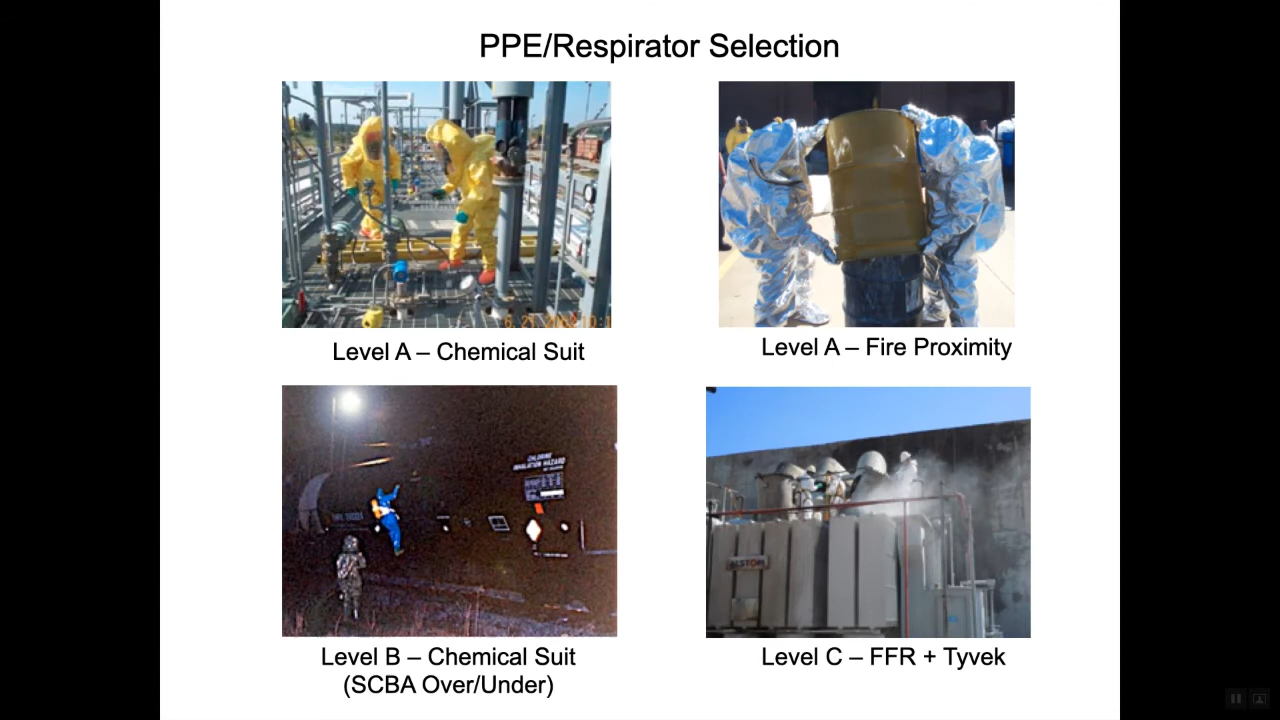 PPE/Respirator Selection
Level A – Chemical Suit
Level A – Fire Proximity
CHLORINE
INHALATION HAZARD
ALSTOM
Level B – Chemical Suit
(SCBA Over/Under)
Level C – FFR + Tyvek